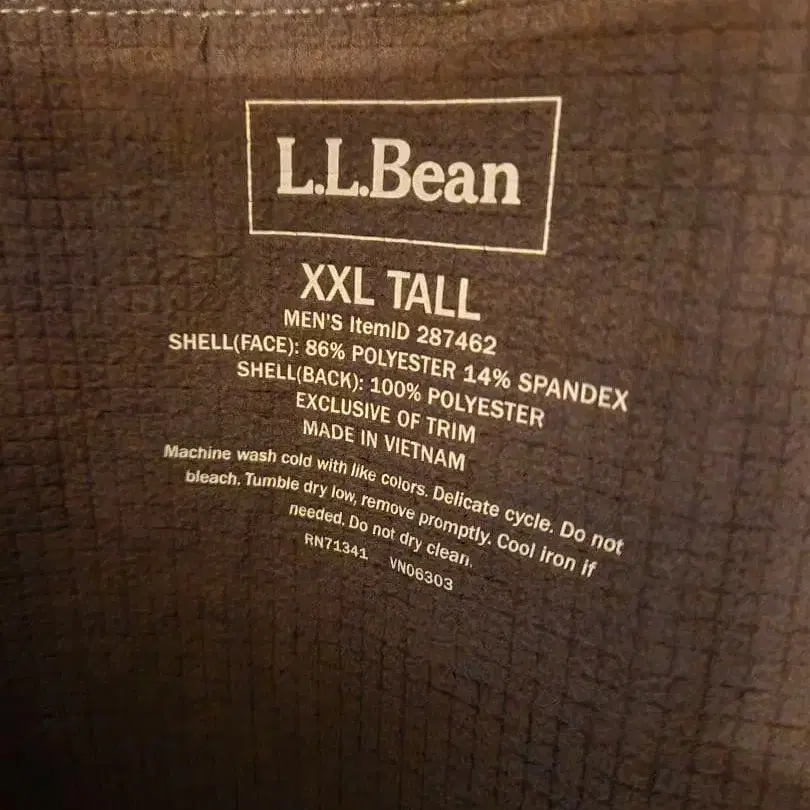 L.L.Bean
XXL TALL
MEN'S ItemID 287462
SHELL(FACE): 86% POLYESTER 14% SPANDEX
SHELL(BACK): 100% POLYESTER
EXCLUSIVE OF TRIM
MADE IN VIETNAM
Machine wash cold with like colors. Delicate cycle. Do not
bleach. Tumble dry low, remove promptly. Cool iron if
needed. Do not dry clean.
RN71341 VN06303